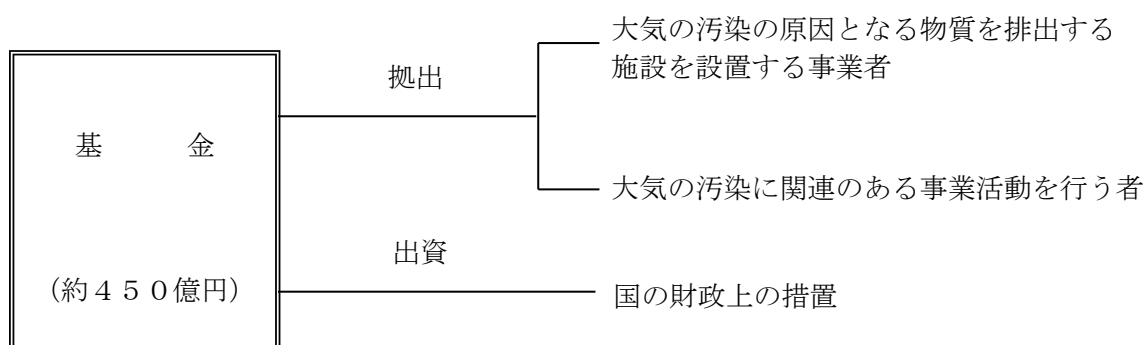 大気の汚染の原因となる物質を排出する
施設を設置する事業者
拠出
基　　金
大気の汚染に関連のある事業活動を行う者
出資
（約４５０億円）
国の財政上の措置